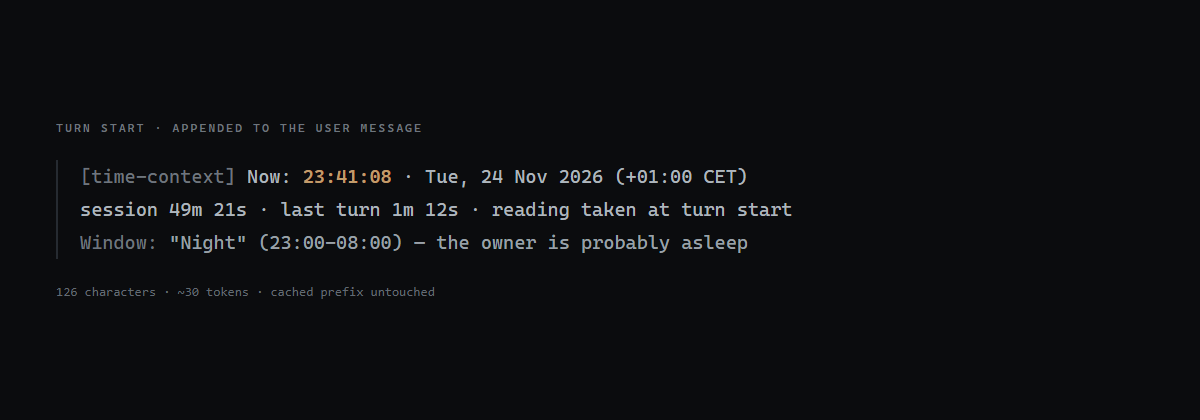 TURN START · APPENDED TO THE USER MESSAGE
[time-context] Now: 23:41:08 · Tue, 24 Nov 2026 (+01:00 CET)
session 49m 21s · last turn 1m 12s · reading taken at turn start
Window: "Night" (23:00–08:00) — the owner is probably asleep
126 characters · ~30 tokens · cached prefix untouched